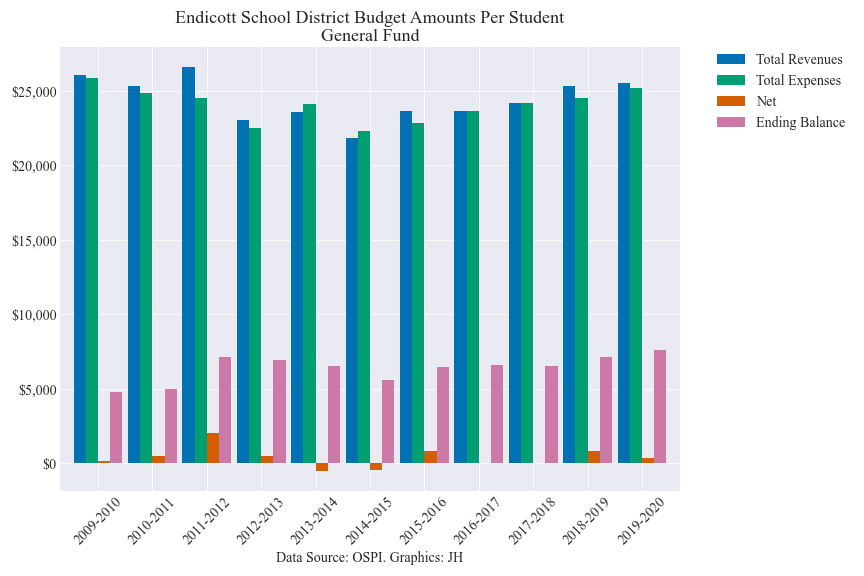 Endicott School District Budget Amounts Per Student
General Fund
Total Revenues
Total Expenses
Net
Ending Balance
$25,000
$20,000
$15,000
$10,000
$5,000
$0
2009-2010
2010-2011
2011-2012
2012-2013
2013-2014
2014-2015
2015-2016
2016-2017
2017-2018
2018-2019
2019-2020
Data Source: OSPI. Graphics: JH